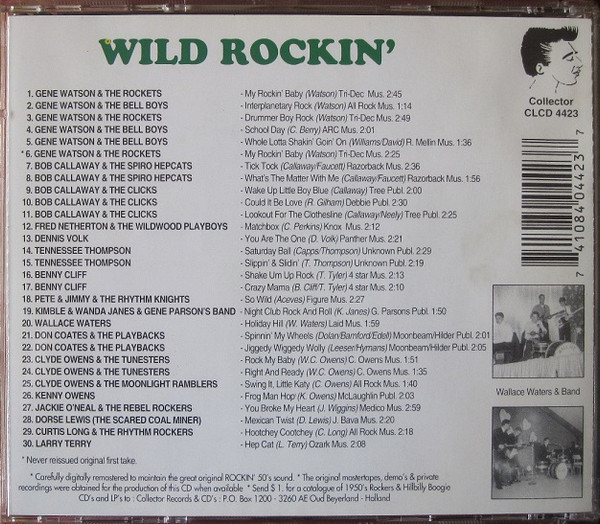 WILD ROCKIN'
1. GENE WATSON & THE ROCKETS - My Rockin' Baby (Watson) Tri-Dec Mus. 2:45
2. GENE WATSON & THE BELL BOYS - Interplanetary Rock (Watson) All Rock Mus. 1:14
3. GENE WATSON & THE ROCKETS - Drummer Boy Rock (Watson) Tri-Dec Mus. 2:49
4. GENE WATSON & THE BELL BOYS - School Day (C. Berry) ARC Mus. 2:01
5. GENE WATSON & THE BELL BOYS - Whole Lotta Shakin' Goin' On (Williams/David) R. Mellin Mus. 1:36
* 6. GENE WATSON & THE ROCKETS - My Rockin' Baby (Watson) Tri-Dec Mus. 2:25
7. BOB CALLAWAY & THE SPIRO HEPCATS - Tick Tock (Callaway/Faucett) Razorback Mus. 2:36
8. BOB CALLAWAY & THE SPIRO HEPCATS - What's The Matter With Me (Callaway/Faucett) Razorback Mus. 1:56
9. BOB CALLAWAY & THE CLICKS - Wake Up Little Boy Blue (Callaway) Tree Publ. 2:00
10. BOB CALLAWAY & THE CLICKS - Could It Be Love (R. Gilham) Debbie Publ. 2:30
11. BOB CALLAWAY & THE CLICKS - Lookout For The Clothesline (Callaway/Neely) Tree Publ. 2:25
12. FRED NETHERTON & THE WILDWOOD PLAYBOYS - Matchbox (C. Perkins) Knox Mus. 2.12
13. DENNIS VOLK - You Are The One (D. Volk) Panther Mus. 2:21
14. TENNESSEE THOMPSON - Saturday Ball (Capps/Thompson) Unknown Publ. 2:29
15. TENNESSEE THOMPSON - Slippin' & Slidin' (T. Thompson) Unknown Publ. 2:19
16. BENNY CLIFF - Shake Um Up Rock (T. Tyler) 4 star Mus. 2:13
17. BENNY CLIFF - Crazy Mama (B. Cliff/T. Tyler) 4 star Mus. 2:10
18. PETE & JIMMY & THE RHYTHM KNIGHTS - So Wild (Aceves) Figure Mus. 2:27
19. KIMBLE & WANDA JANES & GENE PARSON'S BAND - Night Club Rock And Roll (K. Janes) G. Parsons Publ. 1:50
20. WALLACE WATERS - Holiday Hill (W. Waters) Laid Mus. 1:59
21. DON COATES & THE PLAYBACKS - Spinnin' My Wheels (Dolan/Bamford/Edell) Moonbeam/Hilder Publ. 2:01
22. DON COATES & THE PLAYBACKS - Jiggedy Wiggedy Wolly (Leeser/Hymans) Moonbeam/Hilder Publ. 2:05
23. CLYDE OWENS & THE TUNESTERS - Rock My Baby (W.C. Owens) C. Owens Mus. 1:51
24. CLYDE OWENS & THE TUNESTERS - Right And Ready (W.C. Owens) C. Owens Mus. 1:35
25. CLYDE OWENS & THE MOONLIGHT RAMBLERS - Swing It, Little Katy (C. Owens) All Rock Mus. 1:40
26. KENNY OWENS - Frog Man Hop (K. Owens) McLaughlin Publ. 2:03
27. JACKIE O'NEAL & THE REBEL ROCKERS - You Broke My Heart (J. Wiggins) Medico Mus. 2:59
28. DORSE LEWIS (THE SCARED COAL MINER) - Mexican Twist (D. Lewis) J. Bava Mus. 2:20
29. CURTIS LONG & THE RHYTHM ROCKERS - Hootchey Cootchey (C. Long) All Rock Mus. 2:18
30. LARRY TERRY - Hep Cat (L. Terry) Ozark Mus. 2:08
* Never reissued original first take.
* Carefully digitally remastered to maintain the great original ROCKIN' 50's sound. * The original mastertapes, demo's & private
recordings were obtained for the production of this CD when available. * Send $ 1. for a catalogue of 1950's Rockers & Hillbilly Boogie
CD's and LP's to : Collector Records & CD's : P.O. Box 1200 - 3260 AE Oud Beyerland - Holland
Collector
CLCD 4423
7 41084 04423 7
Wallace Waters & Band